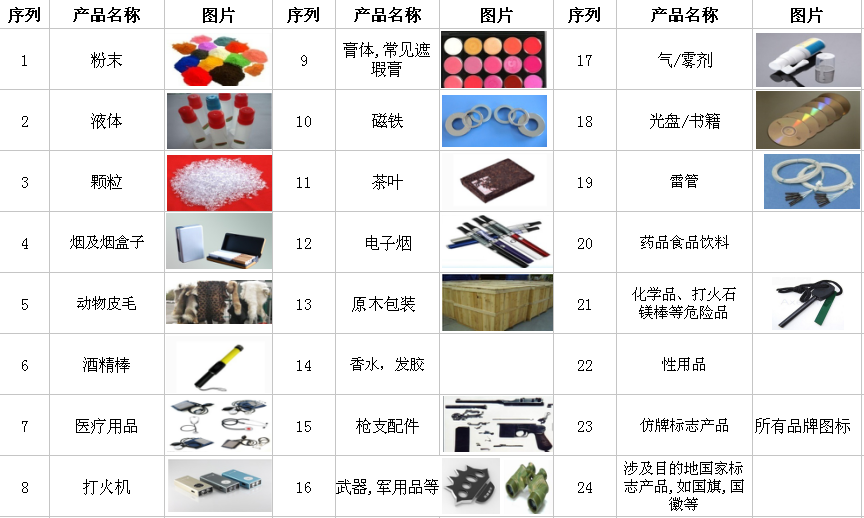 序列 产品名称 图片 序列 产品名称 图片 序列 产品名称 图片
1 粉末 9 膏体,常见遮瑕膏 17 气/雾剂
2 液体 10 磁铁 18 光盘/书籍
3 颗粒 11 茶叶 19 雷管
4 烟及烟盒子 12 电子烟 20 药品食品饮料
5 动物皮毛 13 原木包装 21 化学品、打火石镁棒等危险品
6 酒精棒 14 香水，发胶 22 性用品
7 医疗用品 15 枪支配件 23 仿牌标志产品 所有品牌图标
8 打火机 16 武器,军用品等 24 涉及目的地国家标志产品,如国旗,国徽等